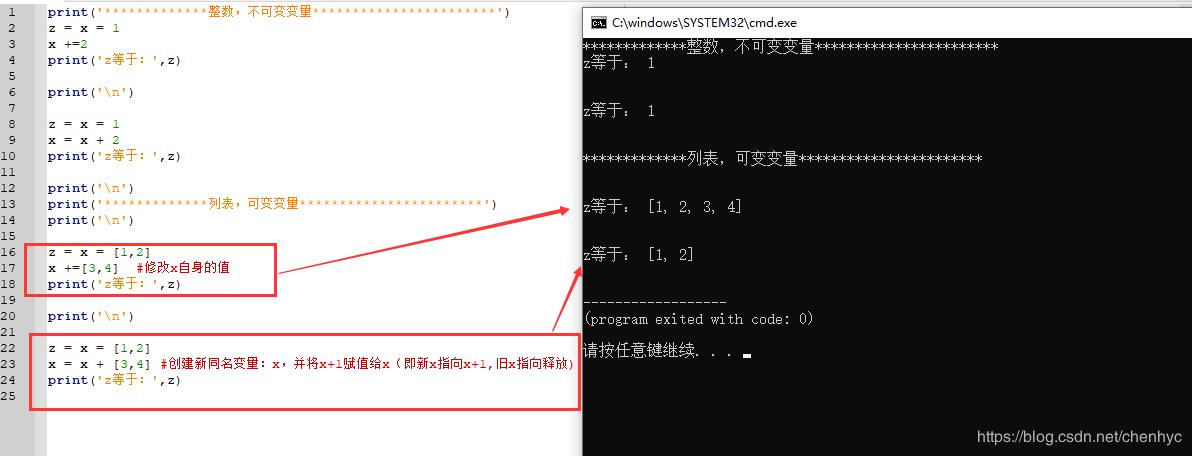 1 print('*************整数，不可变变量***********************')
2 z = x = 1
3 x +=2
4 print('z等于：',z)
5
6 print('\n')
7
8 z = x = 1
9 x = x + 2
10 print('z等于：',z)
11
12 print('\n')
13 print('*************列表，可变变量***********************')
14 print('\n')
15
16 z = x = [1,2]
17 x +=[3,4] #修改x自身的值
18 print('z等于：',z)
19
20 print('\n')
21
22 z = x = [1,2]
23 x = x + [3,4] #创建新同名变量：x，并将x+1赋值给x（即新x指向x+1,旧x指向释放)
24 print('z等于：',z)
25
C:\windows\SYSTEM32\cmd.exe
*************整数，不可变变量***********************
z等于： 1
z等于： 1
*************列表，可变变量***********************
z等于： [1, 2, 3, 4]
z等于： [1, 2]
------------------
(program exited with code: 0)
请按任意键继续. . .
https://blog.csdn.net/chenhyc